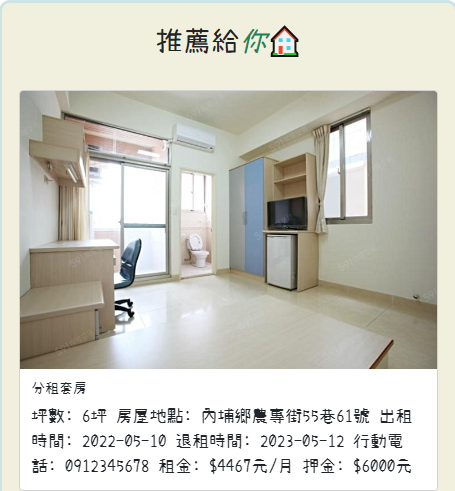 推薦給你
分租套房
坪數: 6坪 房屋地點: 內埔鄉農專街55巷61號 出租
時間: 2022-05-10 退租時間: 2023-05-12 行動電
話: 0912345678 租金: $4467元/月 押金: $6000元